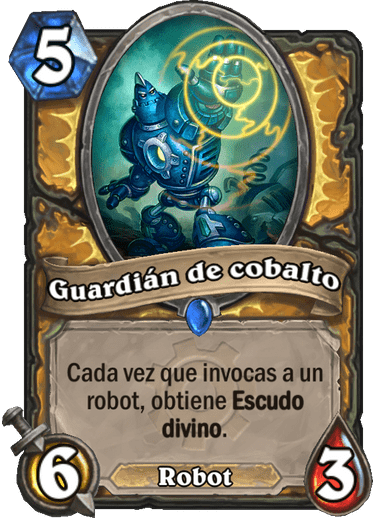 5
Guardián de cobalto
Cada vez que invocas a un
robot, obtiene Escudo
divino.
6
Robot
3